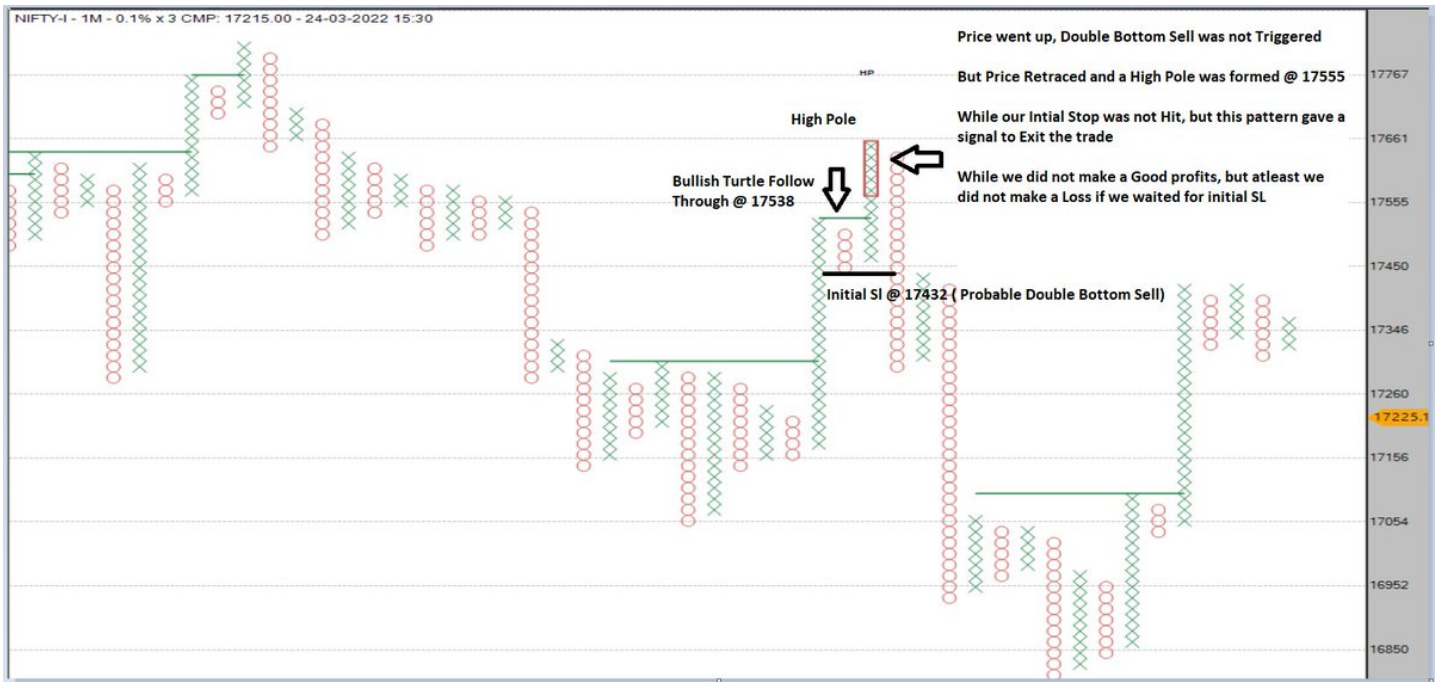 NIFTY-I - 1M - 0.1% x 3 CMP: 17215.00 - 24-03-2022 15:30
Price went up, Double Bottom Sell was not Triggered
HP
17767
But Price Retraced and a High Pole was formed @ 17555
High Pole
While our Intial Stop was not Hit, but this pattern gave a
signal to Exit the trade
17661
Bullish Turtle Follow
Through @ 17538
While we did not make a Good profits, but atleast we
did not make a Loss if we waited for initial SL
17555
17450
Initial Sl @ 17432 ( Probable Double Bottom Sell)
17346
17260
17225.1
17156
17054
16952
16850